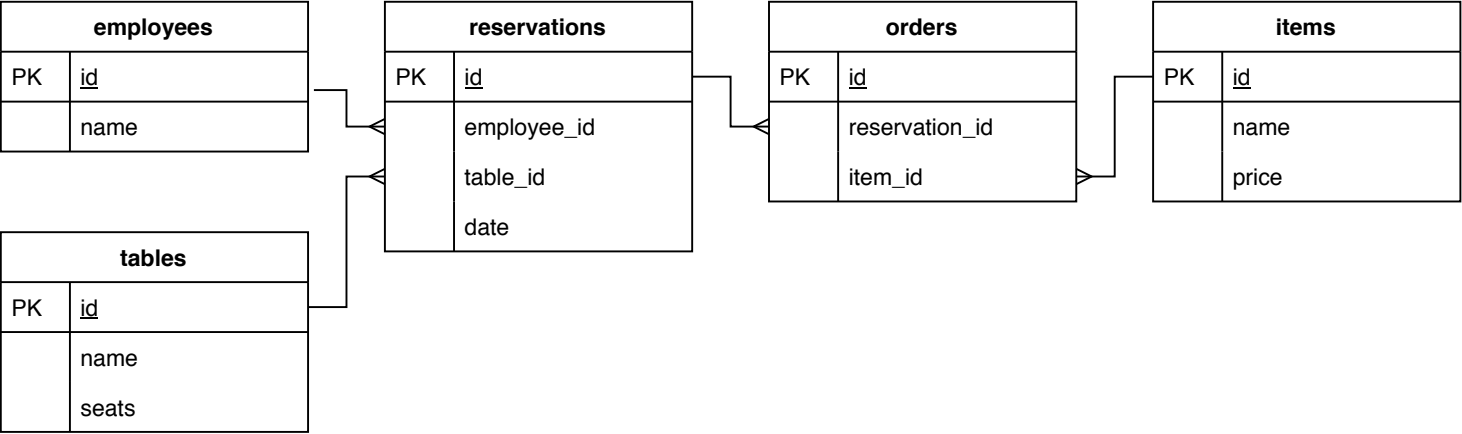 employees
PK id
name
tables
PK id
name
seats
reservations
PK id
employee_id
table_id
date
orders
PK id
reservation_id
item_id
items
PK id
name
price